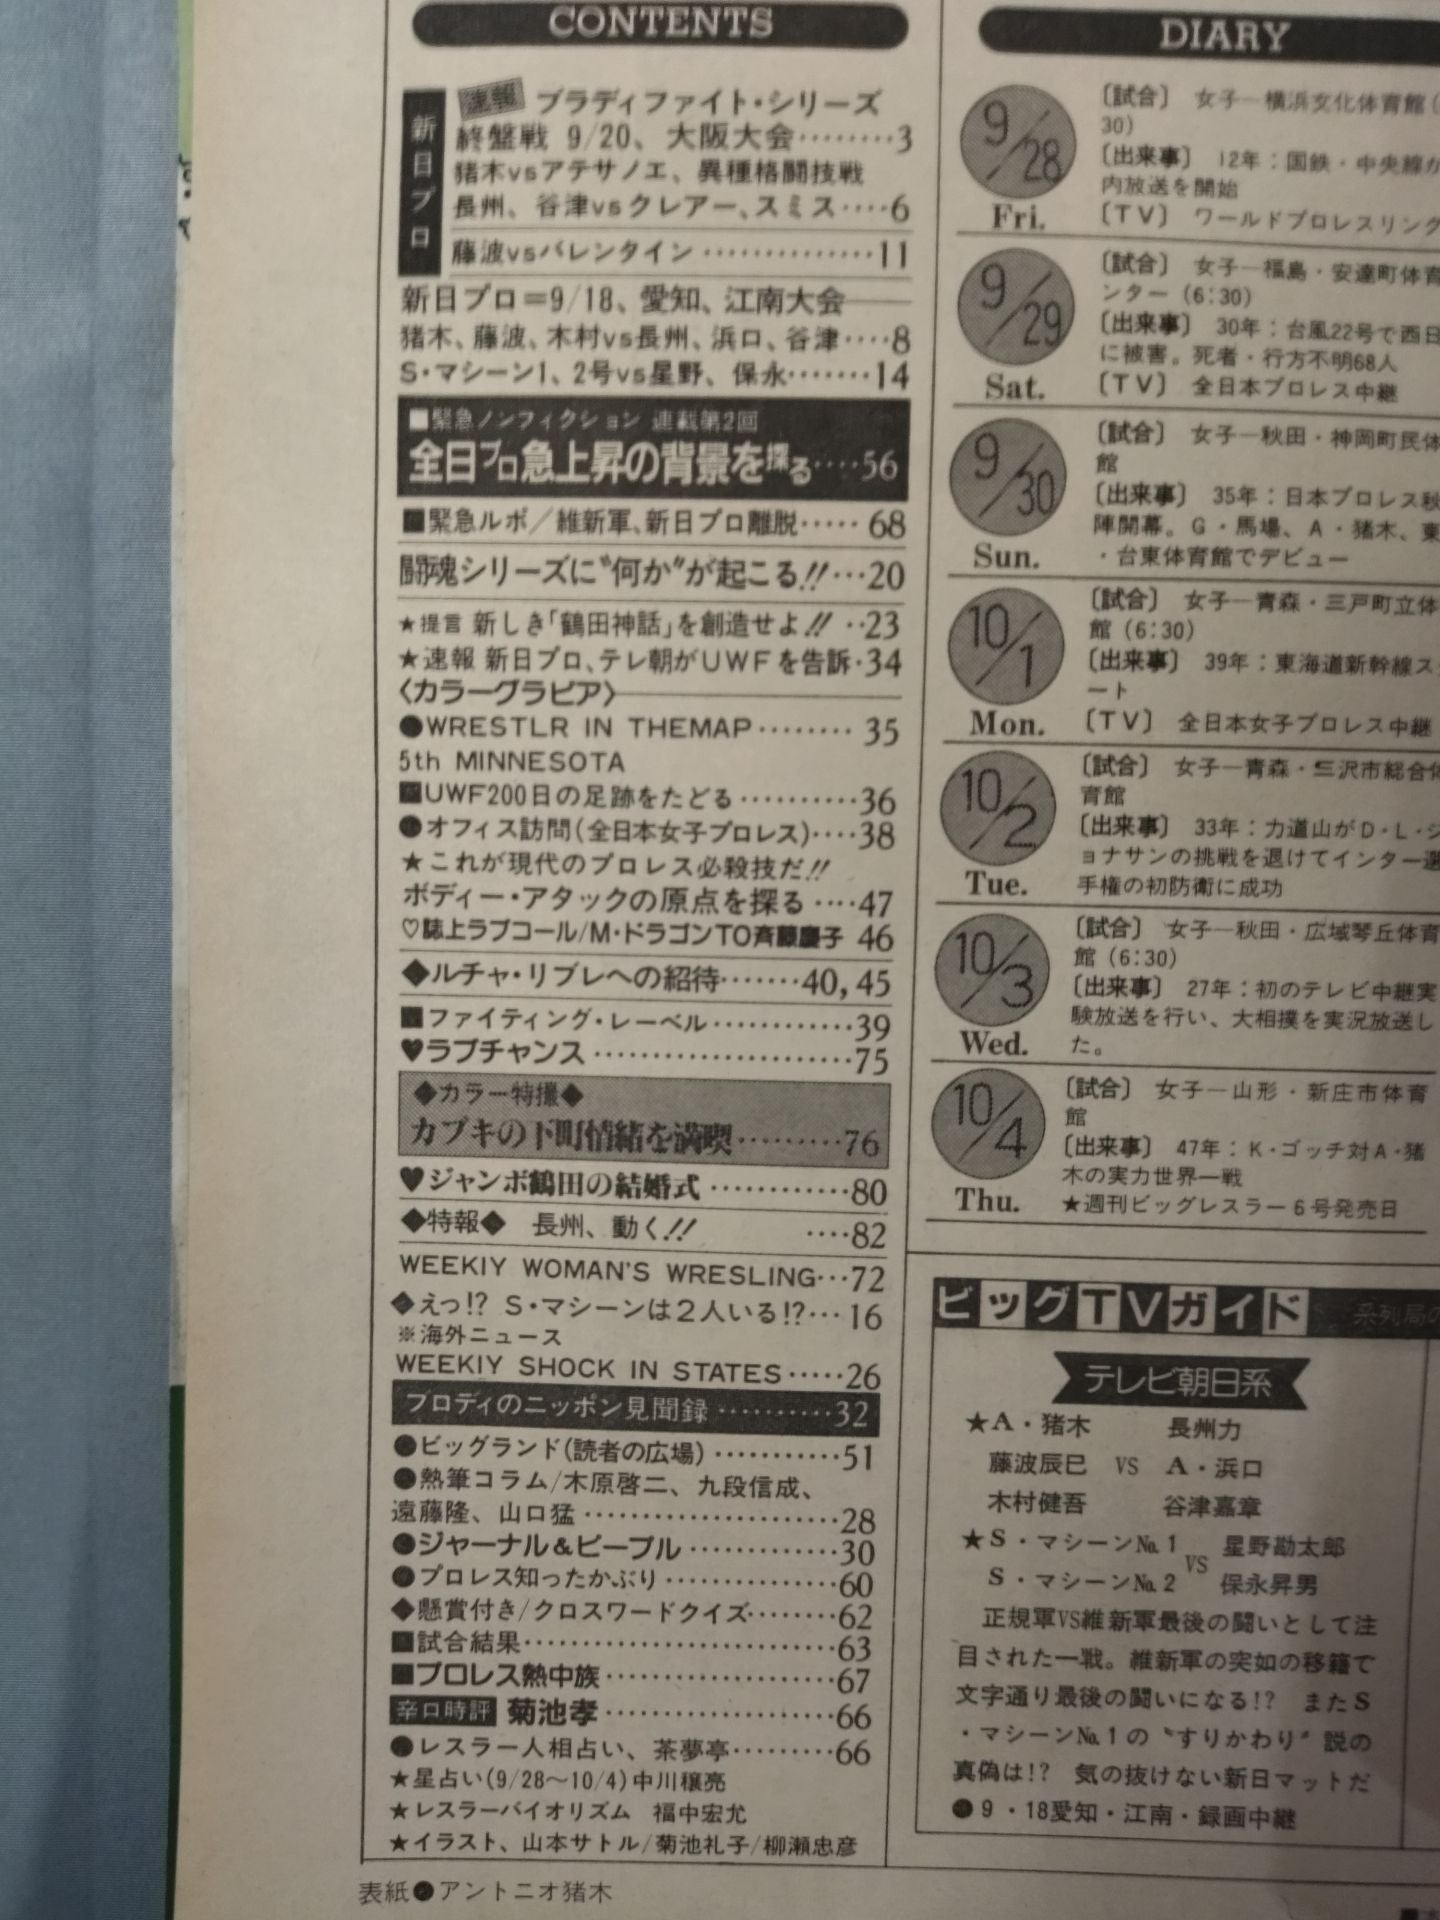 CONTENTS
新日プロ
速報 ブラディファイト・シリーズ
終盤戦 9/20、大阪大会………3
猪木vsアテサノエ、異種格闘技戦
長州、谷津vsクレアー、スミス…6
藤波vsバレンタイン……………11
新日プロ=9/18、愛知、江南大会
猪木、藤波、木村vs長州、浜口、谷津…8
S・マシーン1、2号vs星野、保永……14
■緊急ノンフィクション 連載第2回
全日プロ急上昇の背景を探る…56
■緊急ルポ/維新軍、新日プロ離脱……68
闘魂シリーズに“何か”が起こる!!…20
★提言 新しき「鶴田神話」を創造せよ!!‥23
★速報 新日プロ、テレ朝がUWFを告訴・34
〈カラーグラビア〉
●WRESTLR IN THEMAP………35
5th MINNESOTA
■UWF200日の足跡をたどる…………36
●オフィス訪問(全日本女子プロレス)…38
★これが現代のプロレス必殺技だ!!
ボディー・アタックの原点を探る…47
♡誌上ラブコール/M・ドラゴンTO斉藤慶子 46
◆ルチャ・リブレへの紹待……40,45
■ファイティング・レーベル…………39
♥ラブチャンス……………………75
◆カラー特撮◆
カブキの下町情緒を満喫………76
♥ジャンボ鶴田の結婚式…………80
◆特報◆ 長州、動く!! …82
WEEKIY WOMAN'S WRESLING…72
◆えっ!? S・マシーンは2人いる!?…16
※海外ニュース
WEEKIY SHOCK IN STATES……26
ブロディのニッポン見聞録…………32
●ビッグランド(読者の広場)…………51
●熱筆コラム/木原啓二、九段信成、
遠藤隆、山口猛……………………28
●ジャーナル&ピープル…………30
●プロレス知ったかぶり……………60
◆懸賞付き/クロスワードクイズ……62
■試合結果…………………………63
■プロレス熱中族…………………67
辛口時評 菊池孝…………………66
●レスラー人相占い、茶夢亭………66
★星占い(9/28〜10/4)中川穣亮
★レスラーバイオリズム 福中宏允
★イラスト、山本サトル/菊池礼子/柳瀬忠彦
表紙●アントニオ猪木
DIARY
9/28
Fri.
〔試合〕 女子―横浜文化体育館(
30)
〔出来事〕 12年:国鉄・中央線か
内放送を開始
〔TV〕 ワールドプロレスリング
9/29
Sat.
〔試合〕 女子―福島・安達町体育
ンター(6:30)
〔出来事〕 30年:台風22号で西日
に被害。死者・行方不明68人
〔TV〕 全日本プロレス中継
9/30
Sun.
〔試合〕 女子―秋田・神岡町民体
館
〔出来事〕 35年:日本プロレス秋
陣開幕。G・馬場、A・猪木、東
・台東体育館でデビュー
10/1
Mon.
〔試合〕 女子―青森・三戸町立体
館(6:30)
〔出来事〕 39年:東海道新幹線ス
ート
〔TV〕 全日本女子プロレス中継
10/2
Tue.
〔試合〕 女子―青森・三沢市総合体
育館
〔出来事〕 33年:力道山がD・L・ジ
ョナサンの挑戦を退けてインター選
手権の初防衛に成功
10/3
Wed.
〔試合〕 女子―秋田・広域琴丘体育
館(6:30)
〔出来事〕 27年:初のテレビ中継実
験放送を行い、大相撲を実況放送し
た。
10/4
Thu.
〔試合〕 女子―山形・新庄市体育
館
〔出来事〕 47年:K・ゴッチ対A・猪
木の実力世界一戦
★週刊ビッグレスラー6号発売日
ビッグTVガイド 系列局の
テレビ朝日系
★A・猪木 長州力
藤波辰巳 VS A・浜口
木村健吾 谷津嘉章
★S・マシーン№1 VS 星野勘太郎
S・マシーン№2 保永昇男
正規軍VS維新軍最後の闘いとして注
目された一戦。維新軍の突如の移籍で
文字通り最後の闘いになる!? またS
・マシーン№1の〝すりかわり〟説の
真偽は!? 気の抜けない新日マットだ
●9・18愛知・江南・録画中継